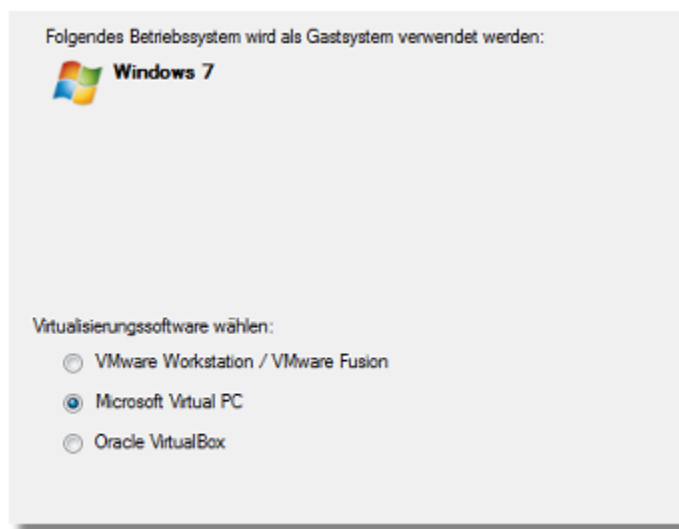 Folgendes Betriebssystem wird als Gastsystem verwendet werden:
Windows 7
Virtualisierungssoftware wählen:
VMware Workstation / VMware Fusion
Microsoft Virtual PC
Oracle VirtualBox